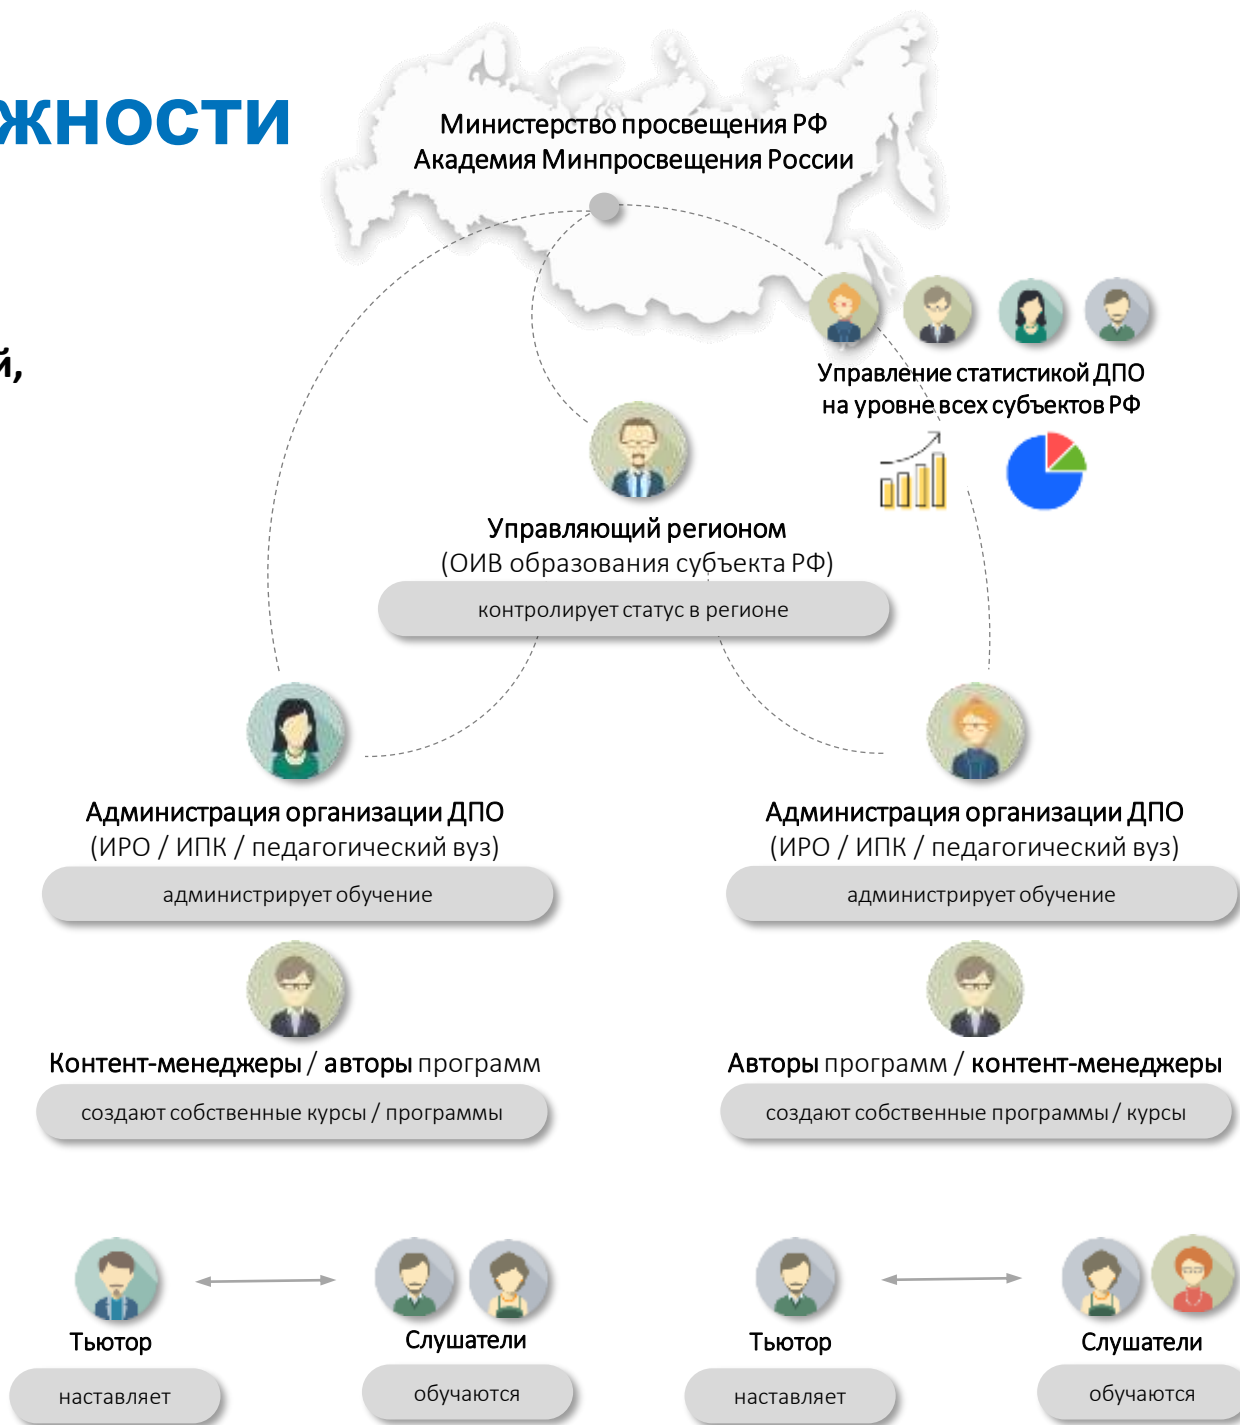 жности
Министерство просвещения РФ
Академия Минпросвещения России
й,
Управление статистикой ДПО
на уровне всех субъектов РФ
Управляющий регионом
(ОИВ образования субъекта РФ)
контролирует статус в регионе
Администрация организации ДПО
(ИРО / ИПК / педагогический вуз)
администрирует обучение
Администрация организации ДПО
(ИРО / ИПК / педагогический вуз)
администрирует обучение
Контент-менеджеры / авторы программ
создают собственные курсы / программы
Авторы программ / контент-менеджеры
создают собственные программы / курсы
Тьютор
наставляет
Слушатели
обучаются
Тьютор
наставляет
Слушатели
обучаются